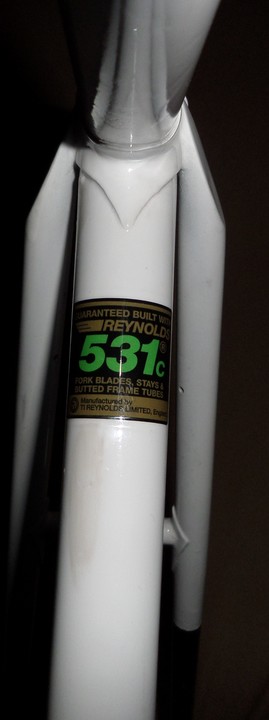 GUARANTEED BUILT WITH
REYNOLDS
531c ®
FORK BLADES, STAYS &
BUTTED FRAME TUBES
Manufactured by
TI REYNOLDS LIMITED, England